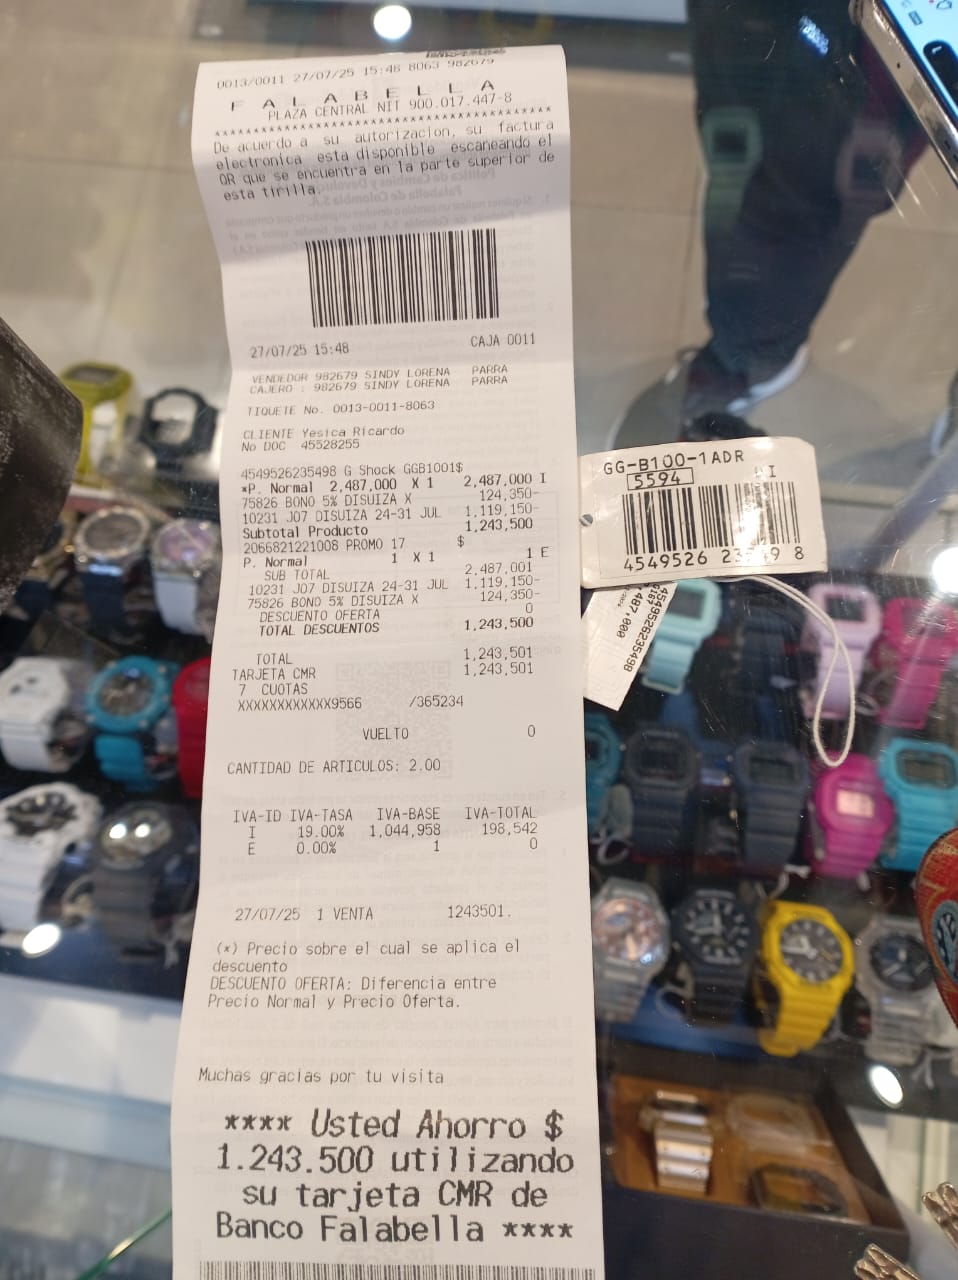 0013/0011 27/07/25 15:48 8063 982679
F A L A B E L L A
PLAZA CENTRAL NIT 900.017.447-8
****************************************
De acuerdo a su autorizacion, su factura
electronica esta disponible escaneando el
QR que se encuentra en la parte superior de
esta tirilla.
27/07/25 15:48 CAJA 0011
VENDEDOR 982679 SINDY LORENA PARRA
CAJERO : 982679 SINDY LORENA PARRA
TIQUETE No. 0013-0011-8063
CLIENTE Yesica Ricardo
No DOC 45528255
4549526235498 G Shock GGB1001$
*P. Normal 2,487,000 X 1 2,487,000 I
75826 BONO 5% DISUIZA X 124,350-
10231 J07 DISUIZA 24-31 JUL 1,119,150-
Subtotal Producto 1,243,500
2066821221008 PROMO 17 $
P. Normal 1 X 1 1 E
SUB TOTAL 2,487,001
10231 J07 DISUIZA 24-31 JUL 1,119,150-
75826 BONO 5% DISUIZA X 124,350-
DESCUENTO OFERTA 0
TOTAL DESCUENTOS 1,243,500
TOTAL 1,243,501
TARJETA CMR 1,243,501
7 CUOTAS
XXXXXXXXXXXX9566 /365234
VUELTO 0
CANTIDAD DE ARTICULOS: 2.00
IVA-ID IVA-TASA IVA-BASE IVA-TOTAL
I 19.00% 1,044,958 198,542
E 0.00% 1 0
27/07/25 1 VENTA 1243501.
(*) Precio sobre el cual se aplica el
descuento
DESCUENTO OFERTA: Diferencia entre
Precio Normal y Precio Oferta.
Muchas gracias por tu visita
**** Usted Ahorro $
1.243.500 utilizando
su tarjeta CMR de
Banco Falabella ****
GG-B100-1ADR
5594
4549526 23 49 8
4549526235498
487,000